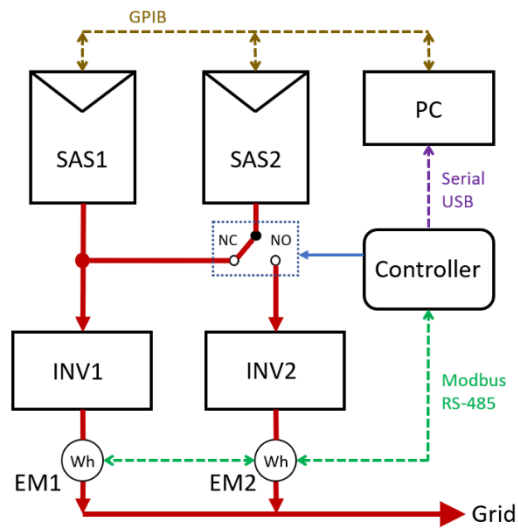 GPIB
SAS1
SAS2
PC
Serial
USB
NC
NO
Controller
INV1
INV2
Modbus
RS-485
Wh
Wh
EM1
EM2
Grid